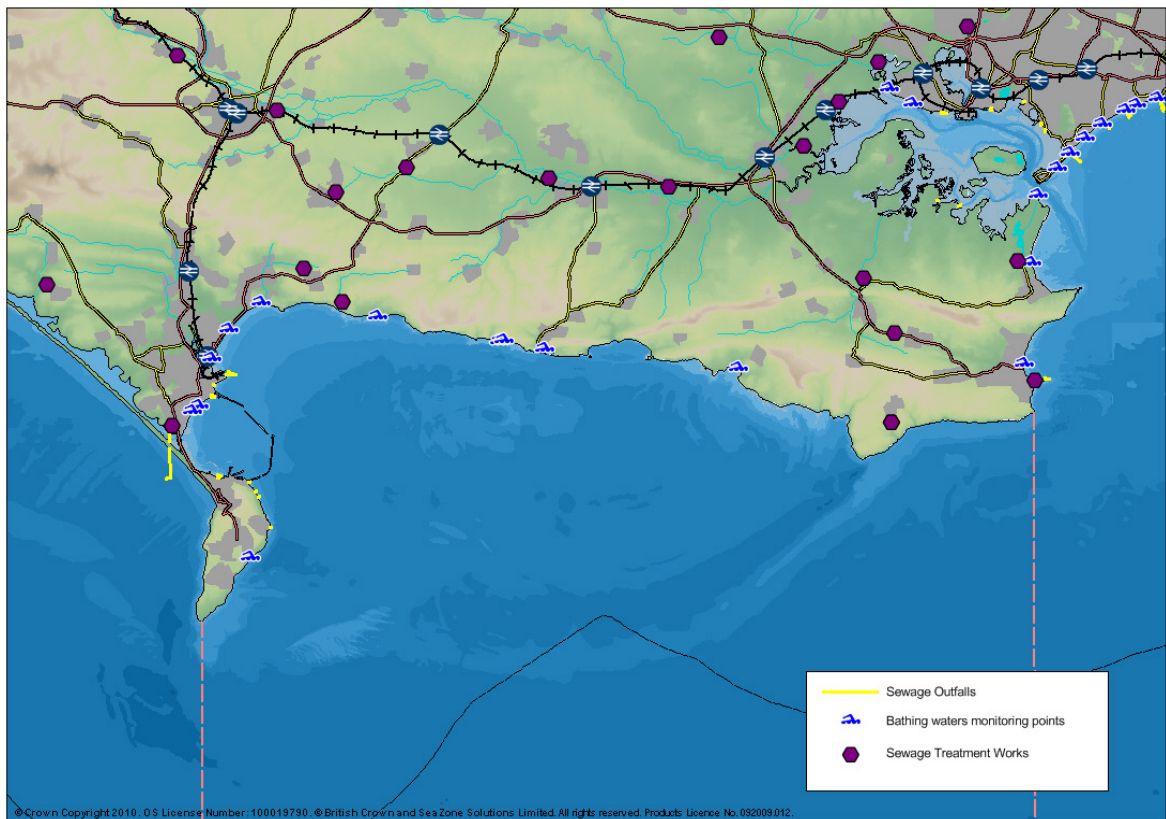 Sewage Outfalls
Bathing waters monitoring points
Sewage Treatment Works
© Crown Copyright 2010. OS License Number: 100019790. © British Crown and SeaZone Solutions Limited. All rights reserved. Products Licence No. 092009.012.